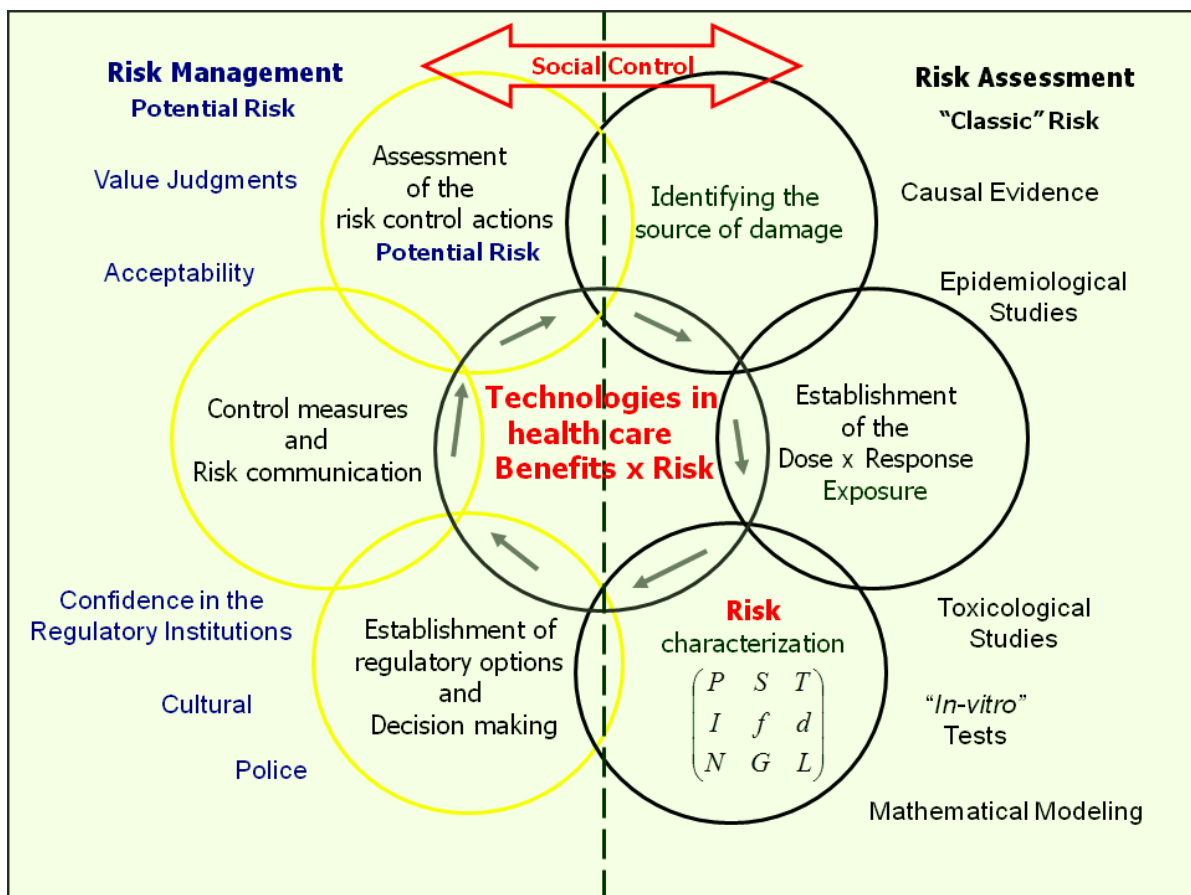 Social Control
Risk Management
Potential Risk
Value Judgments
Acceptability
Confidence in the
Regulatory Institutions
Cultural
Police
Assessment
of the
risk control actions
Potential Risk
Control measures
and
Risk communication
Establishment of
regulatory options
and
Decision making
Technologies in
health care
Benefits x Risk
Identifying the
source of damage
Establishment
of the
Dose x Response
Exposure
Risk
characterization
P S T
I f d
N G L
Risk Assessment
“Classic” Risk
Causal Evidence
Epidemiological
Studies
Toxicological
Studies
“In-vitro”
Tests
Mathematical Modeling